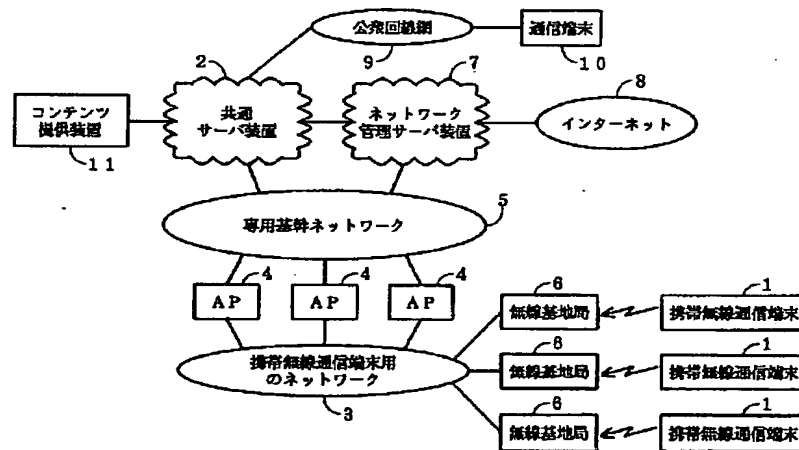 公衆回線網
通信端末
9
10
2
7
8
コンテンツ
提供装置
共通
サーバ装置
ネットワーク
管理サーバ装置
インターネット
11
専用基幹ネットワーク
5
4
4
4
AP
AP
AP
6
1
無線基地局
携帯無線通信端末
6
1
無線基地局
携帯無線通信端末
携帯無線通信端末用
のネットワーク
3
6
1
無線基地局
携帯無線通信端末